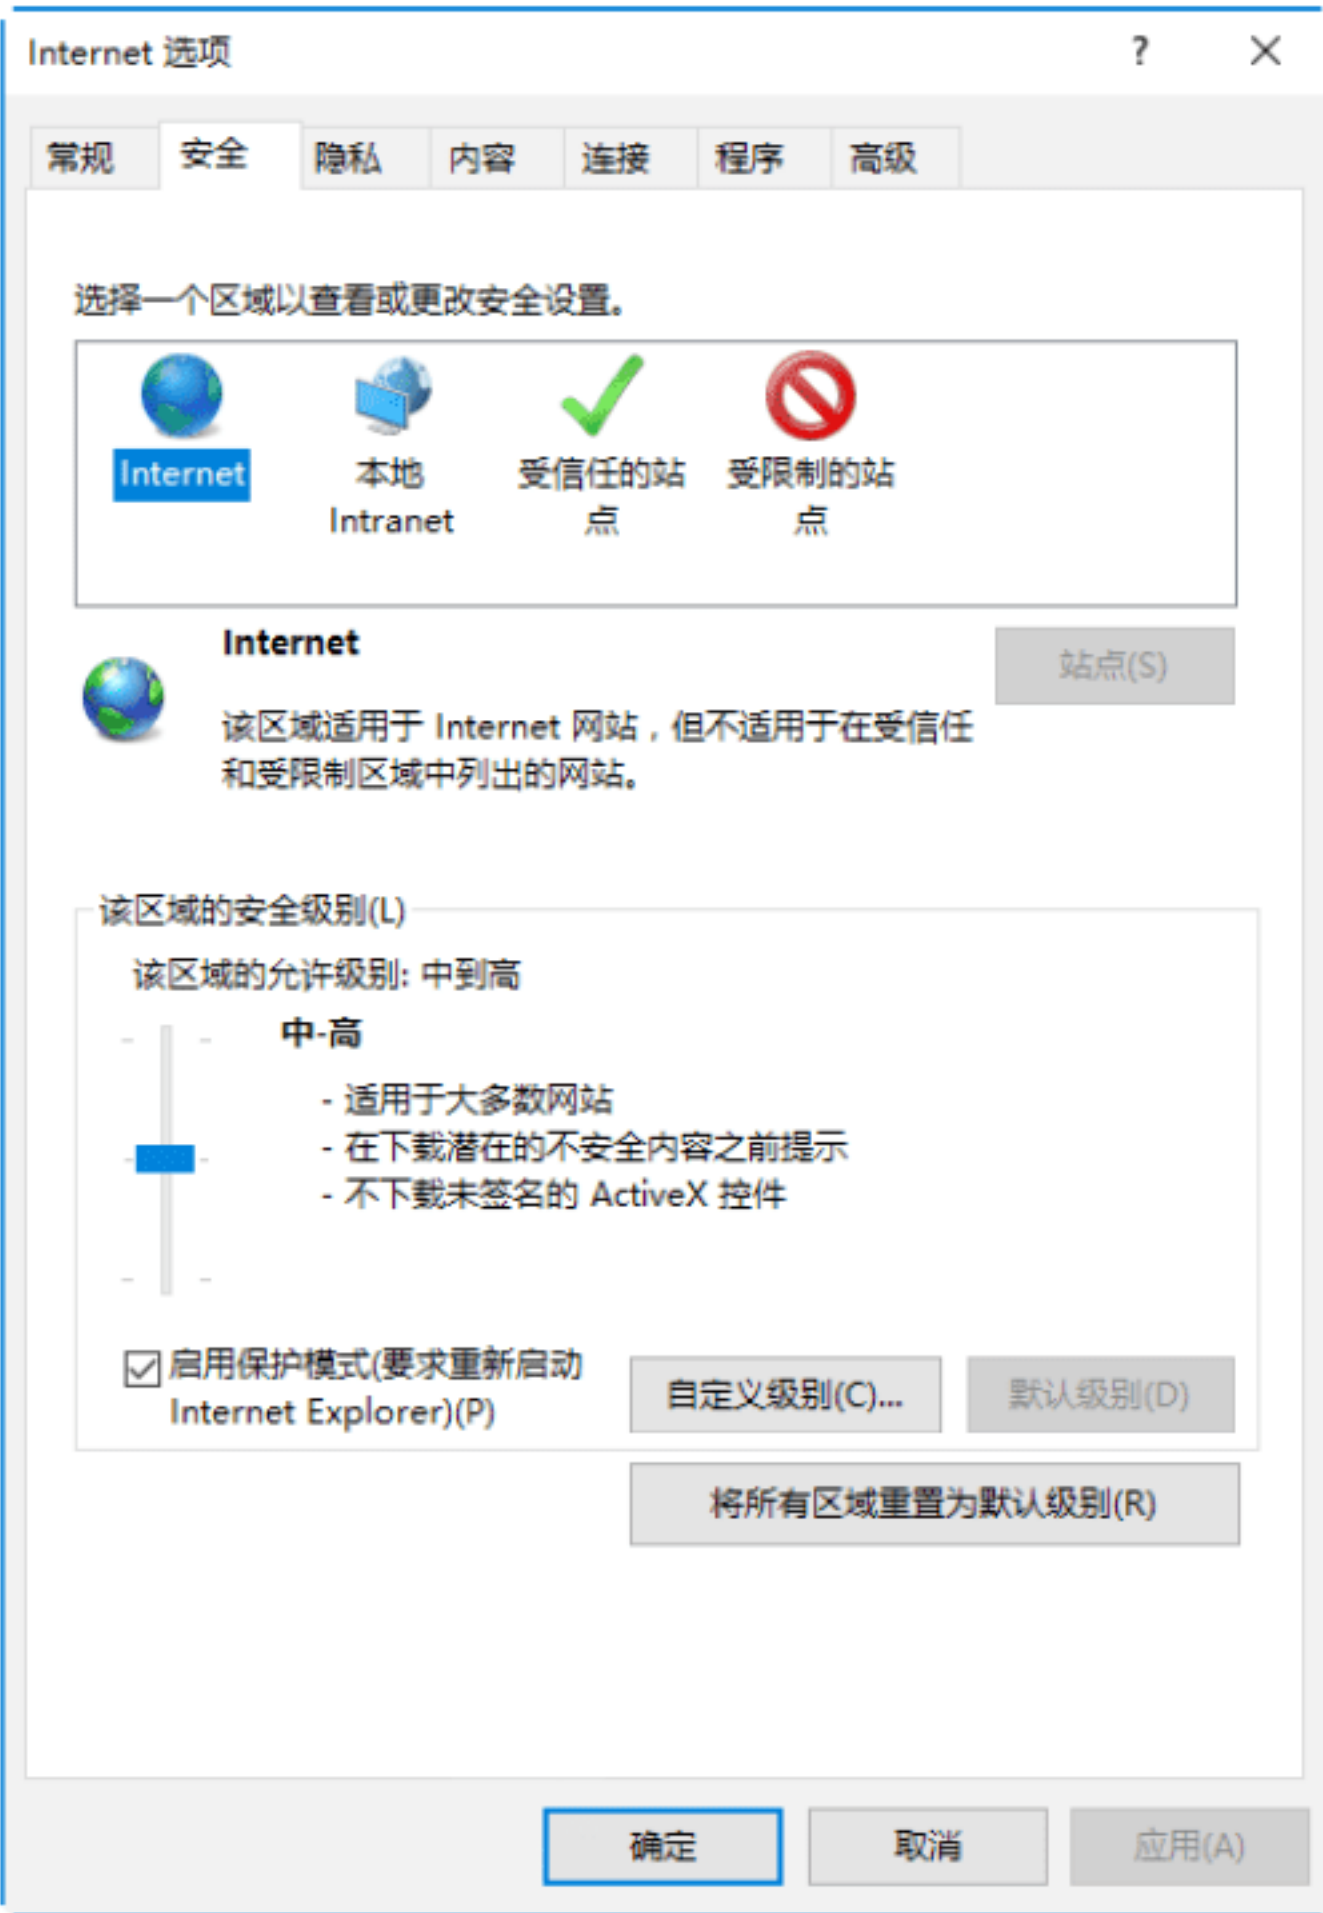 Internet 选项
?
常规 安全 隐私 内容 连接 程序 高级
选择一个区域以查看或更改安全设置。
Internet
本地
Intranet
受信任的站
点
受限制的站
点
Internet
站点(S)
该区域适用于 Internet 网站，但不适用于在受信任
和受限制区域中列出的网站。
该区域的安全级别(L)
该区域的允许级别: 中到高
中-高
- 适用于大多数网站
- 在下载潜在的不安全内容之前提示
- 不下载未签名的 ActiveX 控件
启用保护模式(要求重新启动
Internet Explorer)(P)
自定义级别(C)...
默认级别(D)
将所有区域重置为默认级别(R)
确定 取消 应用(A)